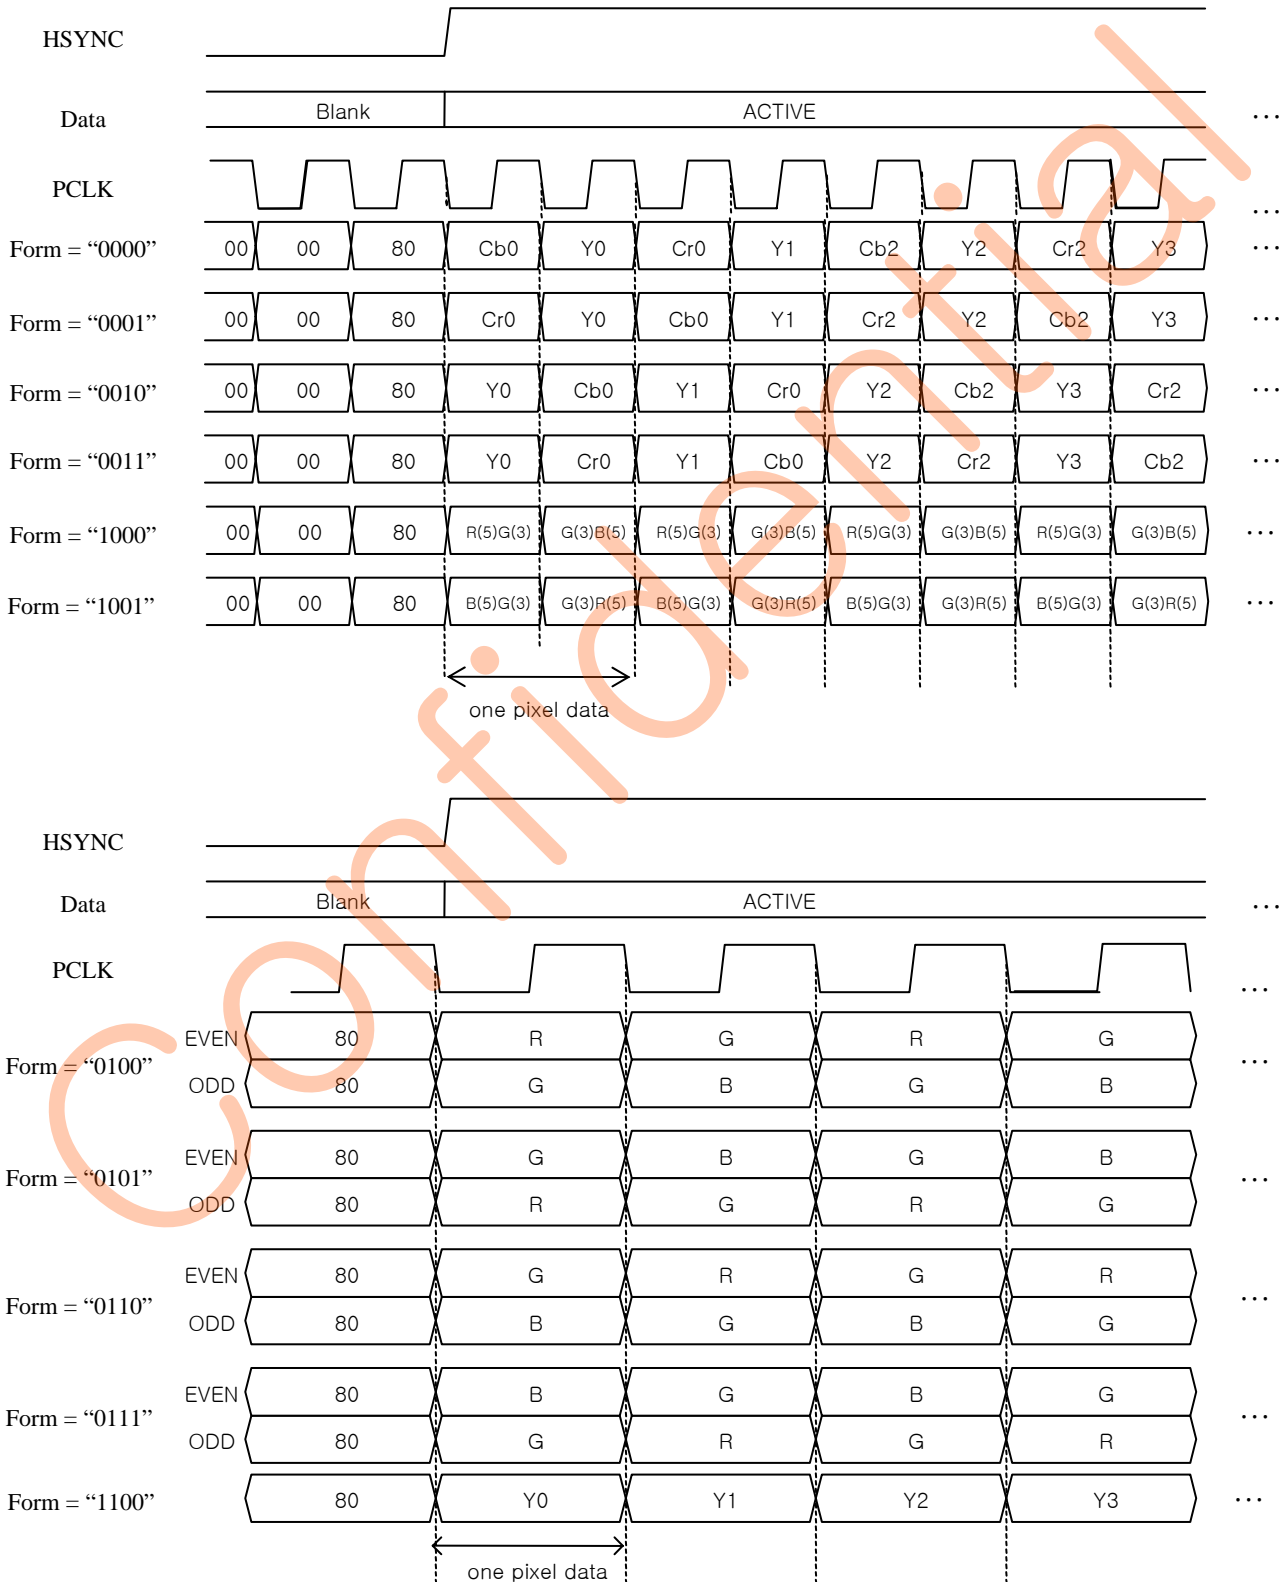 HSYNC
Data Blank ACTIVE ...
PCLK ...
Form = “0000” 00 00 80 Cb0 Y0 Cr0 Y1 Cb2 Y2 Cr2 Y3 ...
Form = “0001” 00 00 80 Cr0 Y0 Cb0 Y1 Cr2 Y2 Cb2 Y3 ...
Form = “0010” 00 00 80 Y0 Cb0 Y1 Cr0 Y2 Cb2 Y3 Cr2 ...
Form = “0011” 00 00 80 Y0 Cr0 Y1 Cb0 Y2 Cr2 Y3 Cb2 ...
Form = “1000” 00 00 80 R(5)G(3) G(3)B(5) R(5)G(3) G(3)B(5) R(5)G(3) G(3)B(5) R(5)G(3) G(3)B(5) ...
Form = “1001” 00 00 80 B(5)G(3) G(3)R(5) B(5)G(3) G(3)R(5) B(5)G(3) G(3)R(5) B(5)G(3) G(3)R(5) ...
one pixel data
HSYNC
Data Blank ACTIVE ...
PCLK ...
EVEN 80 R G R G
Form = “0100” ...
ODD 80 G B G B
EVEN 80 G B G B
Form = “0101” ...
ODD 80 R G R G
EVEN 80 G R G R
Form = “0110” ...
ODD 80 B G B G
EVEN 80 B G B G
Form = “0111” ...
ODD 80 G R G R
Form = “1100” 80 Y0 Y1 Y2 Y3 ...
one pixel data
Confidential